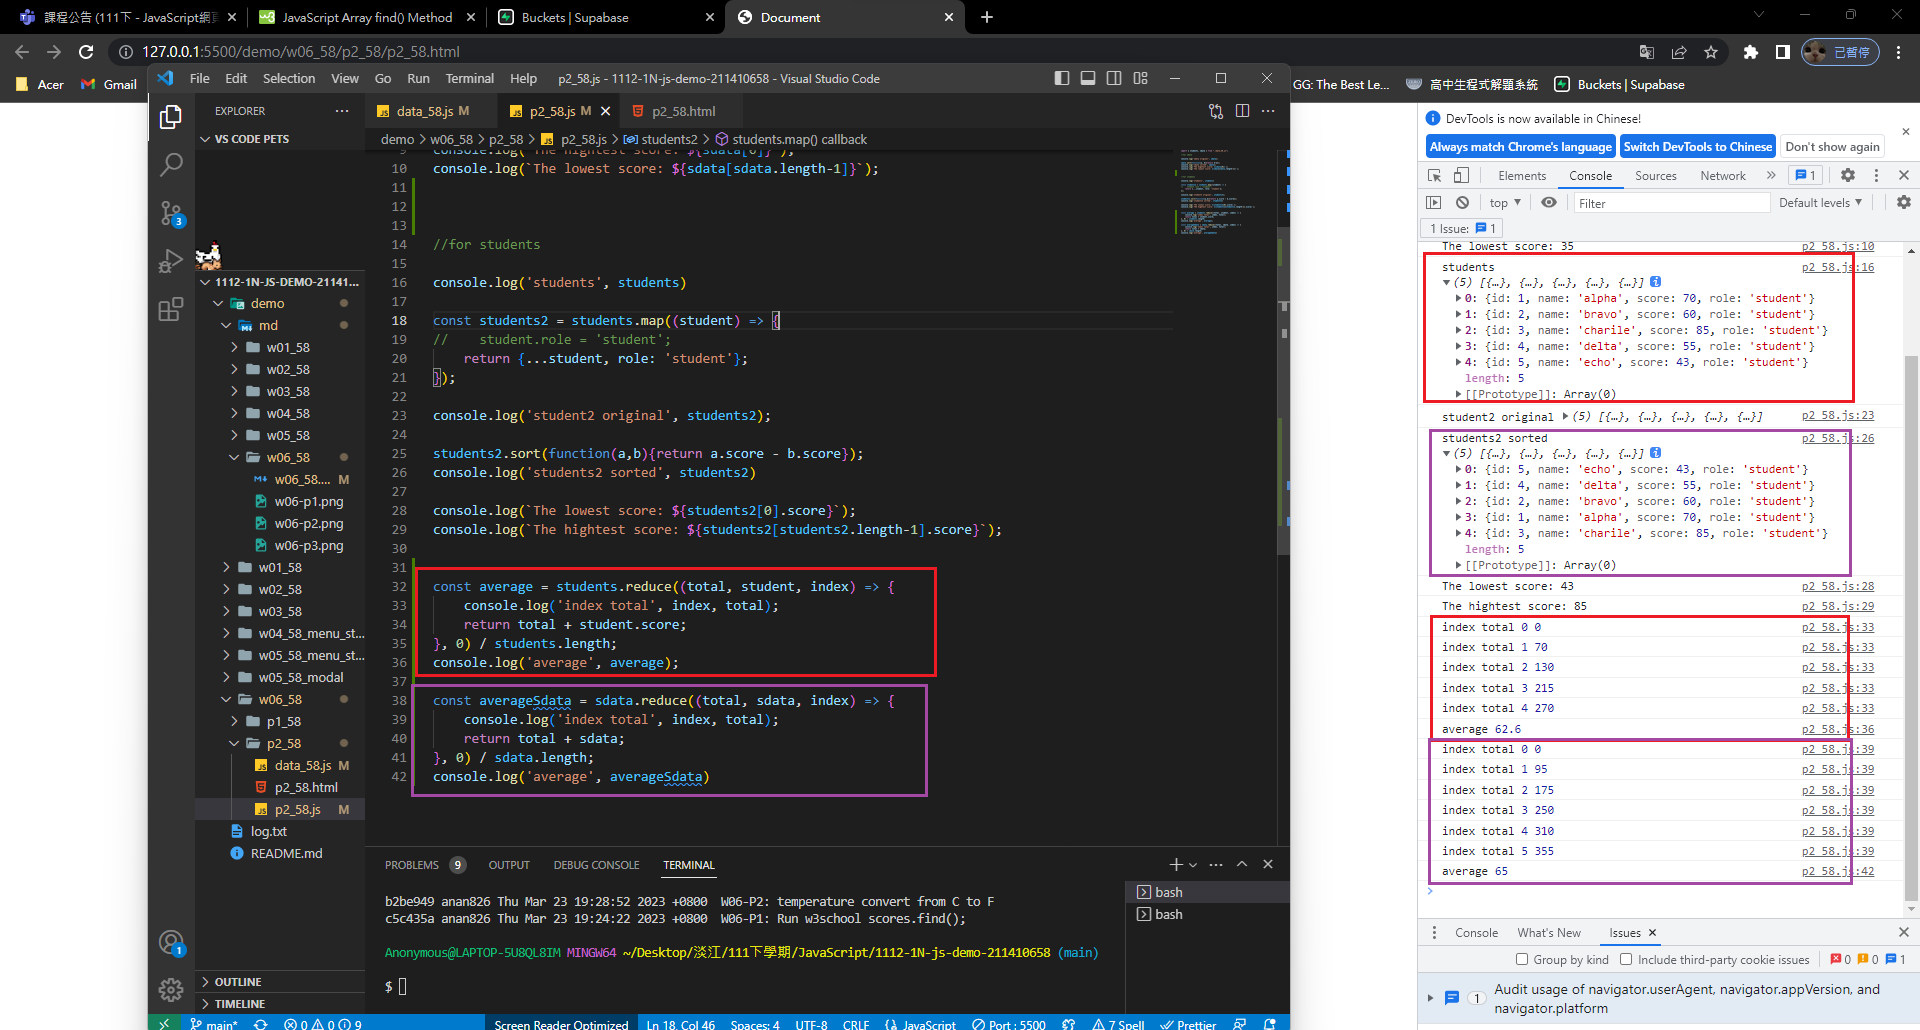 課程公告 (111下 - JavaScript網頁
JavaScript Array find() Method
Buckets | Supabase
Document
127.0.0.1:5500/demo/w06_58/p2_58/p2_58.html
已暫停
Acer
Gmail
GG: The Best Le...
高中生程式解題系統
Buckets | Supabase
File Edit Selection View Go Run Terminal Help
p2_58.js - 1112-1N-js-demo-211410658 - Visual Studio Code
EXPLORER
VS CODE PETS
3
1112-1N-JS-DEMO-21141...
demo
md
w01_58
w02_58
w03_58
w04_58
w05_58
w06_58
w06_58.... M
w06-p1.png
w06-p2.png
w06-p3.png
w01_58
w02_58
w03_58
w04_58_menu_st...
w05_58_menu_st...
w05_58_modal
w06_58
p1_58
p2_58
data_58.js M
p2_58.html
p2_58.js M
log.txt
README.md
1
OUTLINE
TIMELINE
data_58.js M
p2_58.js M
p2_58.html
demo > w06_58 > p2_58 > p2_58.js > students2 > students.map() callback
9 console.log(`The hightest score: ${sdata[0]}`);
10 console.log(`The lowest score: ${sdata[sdata.length-1]}`);
11
12
13
14 //for students
15
16 console.log('students', students)
17
18 const students2 = students.map((student) => {
19 //    student.role = 'student';
20     return {...student, role: 'student'};
21 });
22
23 console.log('student2 original', students2);
24
25 students2.sort(function(a,b){return a.score - b.score});
26 console.log('students2 sorted', students2)
27
28 console.log(`The lowest score: ${students2[0].score}`);
29 console.log(`The hightest score: ${students2[students2.length-1].score}`);
30
31
32 const average = students.reduce((total, student, index) => {
33     console.log('index total', index, total);
34     return total + student.score;
35 }, 0) / students.length;
36 console.log('average', average);
37
38 const averageSdata = sdata.reduce((total, sdata, index) => {
39     console.log('index total', index, total);
40     return total + sdata;
41 }, 0) / sdata.length;
42 console.log('average', averageSdata)
PROBLEMS 9 OUTPUT DEBUG CONSOLE TERMINAL
b2be949 anan826 Thu Mar 23 19:28:52 2023 +0800  W06-P2: temperature convert from C to F
c5c435a anan826 Thu Mar 23 19:24:22 2023 +0800  W06-P1: Run w3school scores.find();
Anonymous@LAPTOP-5U8QL8IM MINGW64 ~/Desktop/淡江/111下學期/JavaScript/1112-1N-js-demo-211410658 (main)
$
bash
bash
main* 0 0 9
Screen Reader Optimized Ln 18, Col 46 Spaces: 4 UTF-8 CRLF JavaScript Port : 5500 7 Spell Prettier
DevTools is now available in Chinese!
Always match Chrome's language
Switch DevTools to Chinese
Don't show again
Elements Console Sources Network » 1
top
Filter
Default levels
1 Issue: 1
The lowest score: 35 p2_58.js:10
students p2_58.js:16
(5) [{…}, {…}, {…}, {…}, {…}]
0: {id: 1, name: 'alpha', score: 70, role: 'student'}
1: {id: 2, name: 'bravo', score: 60, role: 'student'}
2: {id: 3, name: 'charile', score: 85, role: 'student'}
3: {id: 4, name: 'delta', score: 55, role: 'student'}
4: {id: 5, name: 'echo', score: 43, role: 'student'}
length: 5
[[Prototype]]: Array(0)
student2 original (5) [{…}, {…}, {…}, {…}, {…}] p2_58.js:23
students2 sorted p2_58.js:26
(5) [{…}, {…}, {…}, {…}, {…}]
0: {id: 5, name: 'echo', score: 43, role: 'student'}
1: {id: 4, name: 'delta', score: 55, role: 'student'}
2: {id: 2, name: 'bravo', score: 60, role: 'student'}
3: {id: 1, name: 'alpha', score: 70, role: 'student'}
4: {id: 3, name: 'charile', score: 85, role: 'student'}
length: 5
[[Prototype]]: Array(0)
The lowest score: 43 p2_58.js:28
The hightest score: 85 p2_58.js:29
index total 0 0 p2_58.js:33
index total 1 70 p2_58.js:33
index total 2 130 p2_58.js:33
index total 3 215 p2_58.js:33
index total 4 270 p2_58.js:33
average 62.6 p2_58.js:36
index total 0 0 p2_58.js:39
index total 1 95 p2_58.js:39
index total 2 175 p2_58.js:39
index total 3 250 p2_58.js:39
index total 4 310 p2_58.js:39
index total 5 355 p2_58.js:39
average 65 p2_58.js:42
Console What's New Issues
Group by kind Include third-party cookie issues 0 0 1
1 Audit usage of navigator.userAgent, navigator.appVersion, and
navigator.platform